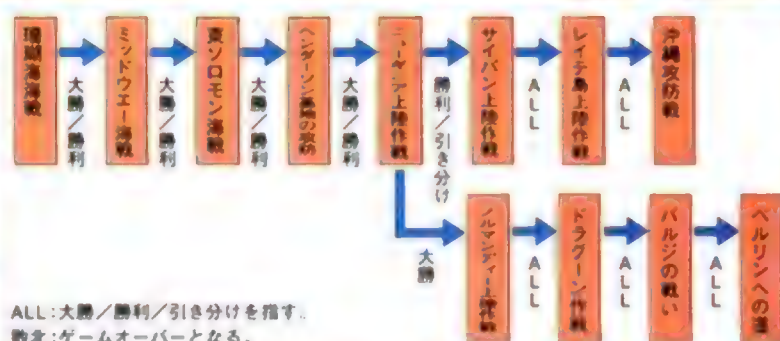 珊瑚海海戦
大勝／勝利
ミッドウエー海戦
大勝／勝利
東ソロモン海戦
大勝／勝利
ヘンダーソン基地の攻防
大勝／勝利
ニューギニア上陸作戦
勝利／引き分け
サイパン上陸作戦
ALL
レイテ島上陸作戦
ALL
沖縄攻防戦
大勝
ノルマンディー上陸作戦
ALL
ドラグーン作戦
ALL
バルジの戦い
ALL
ベルリンへの道
ALL:大勝／勝利／引き分けを指す。
敗北:ゲームオーバーとなる。